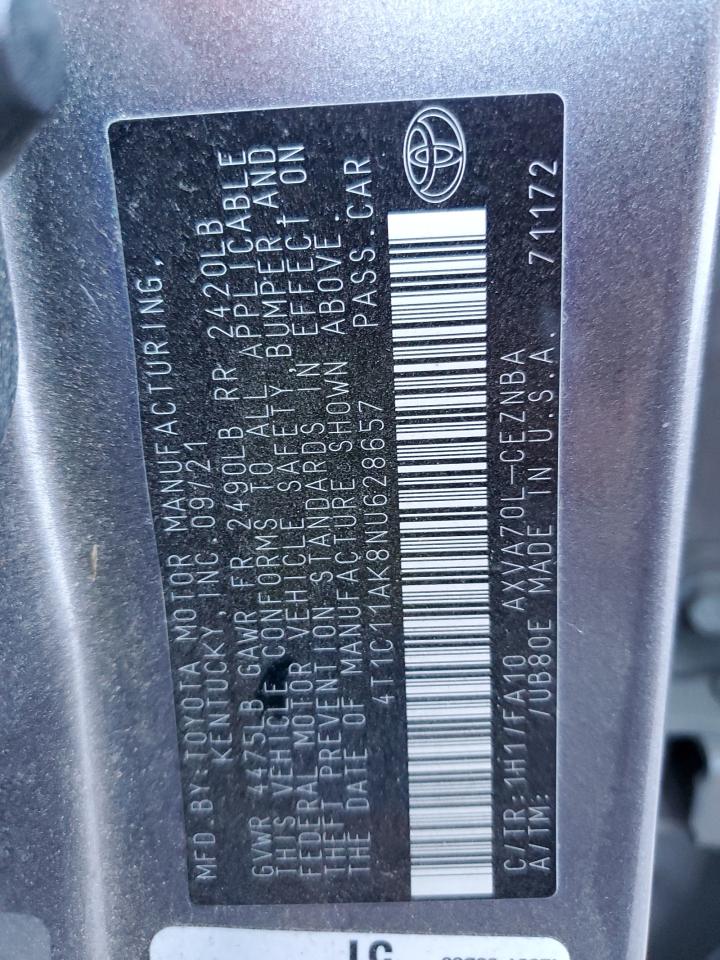 MFD.BY:TOYOTA MOTOR MANUFACTURING,
KENTUCKY, INC.09/21
GVWR 4475LB GAWR FR 2490LB RR 2420LB
THIS VEHICLE CONFORMS TO ALL APPLICABLE
FEDERAL MOTOR VEHICLE SAFETY, BUMPER, AND
THEFT PREVENTION STANDARDS IN EFFECT ON
THE DATE OF MANUFACTURE SHOWN ABOVE.
4T1C11AK8NU628657 PASS.CAR
C/TR:1H1/FA10 AXVA70L-CEZNBA
A/TM: /UB80E MADE IN U.S.A. 71172